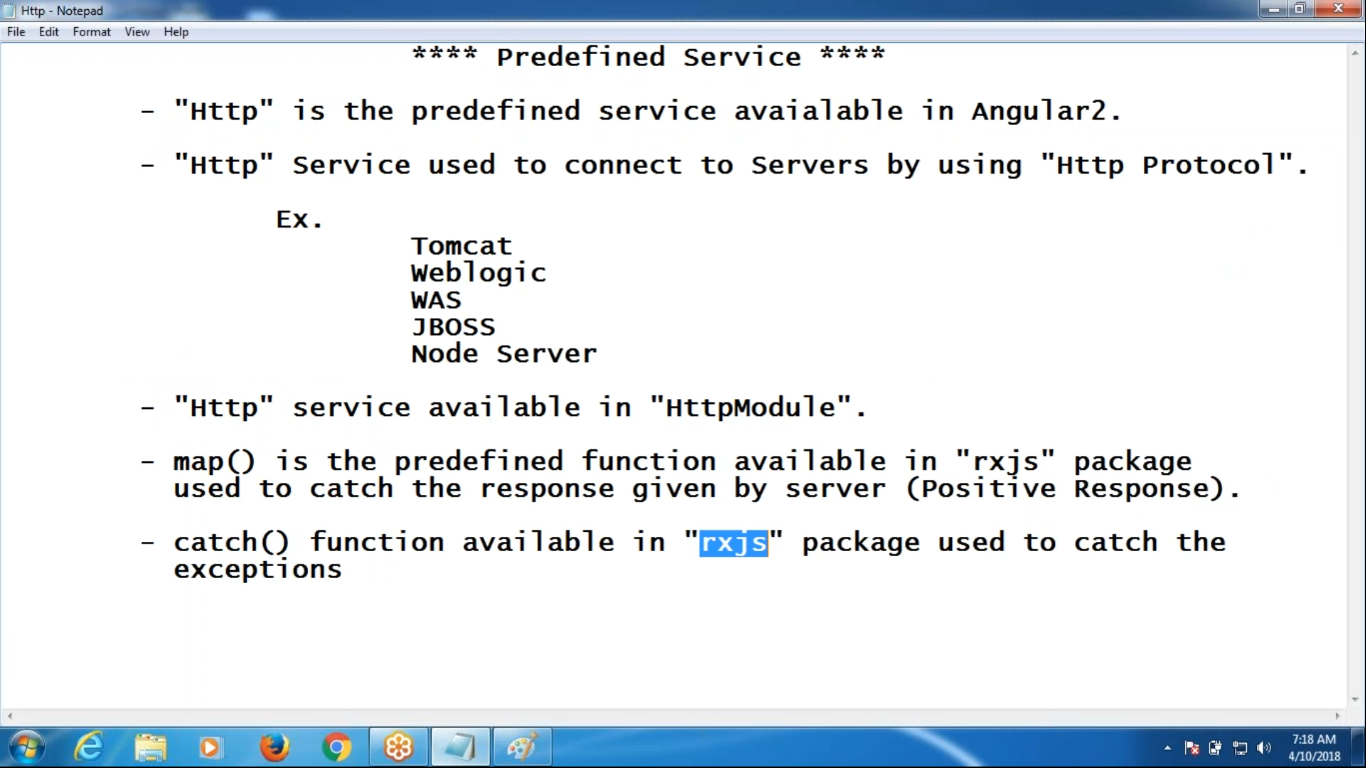 Http - Notepad
File Edit Format View Help
**** Predefined Service ****
- "Http" is the predefined service avaialable in Angular2.
- "Http" Service used to connect to Servers by using "Http Protocol".
Ex.
Tomcat
Weblogic
WAS
JBOSS
Node Server
- "Http" service available in "HttpModule".
- map() is the predefined function available in "rxjs" package
used to catch the response given by server (Positive Response).
- catch() function available in "rxjs" package used to catch the
exceptions
7:18 AM
4/10/2018